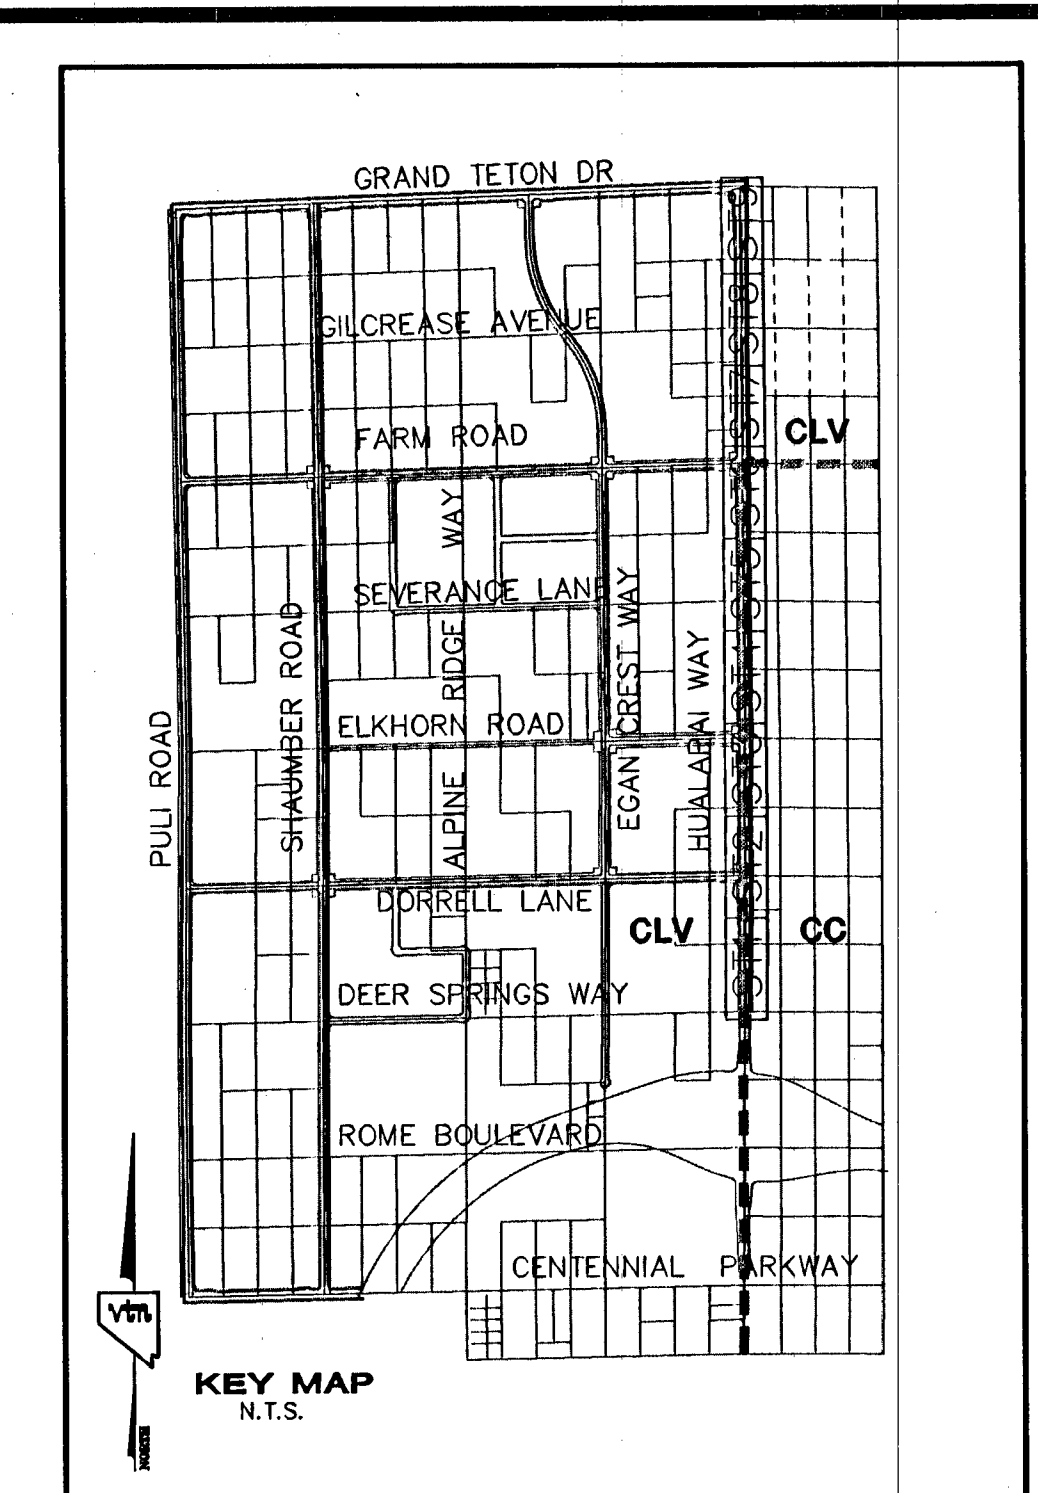 GRAND TETON DR
GILCREASE AVENUE
FARM ROAD
CLV
WAY
SEVERANCE LANE
SHAUMBER ROAD
ALPINE RIDGE
EGAN CREST WAY
HUALAPAI WAY
PULI ROAD
ELKHORN ROAD
DORRELL LANE
CLV
CC
DEER SPRINGS WAY
ROME BOULEVARD
CENTENNIAL PARKWAY
vtn
KEY MAP
N.T.S.
NORTH